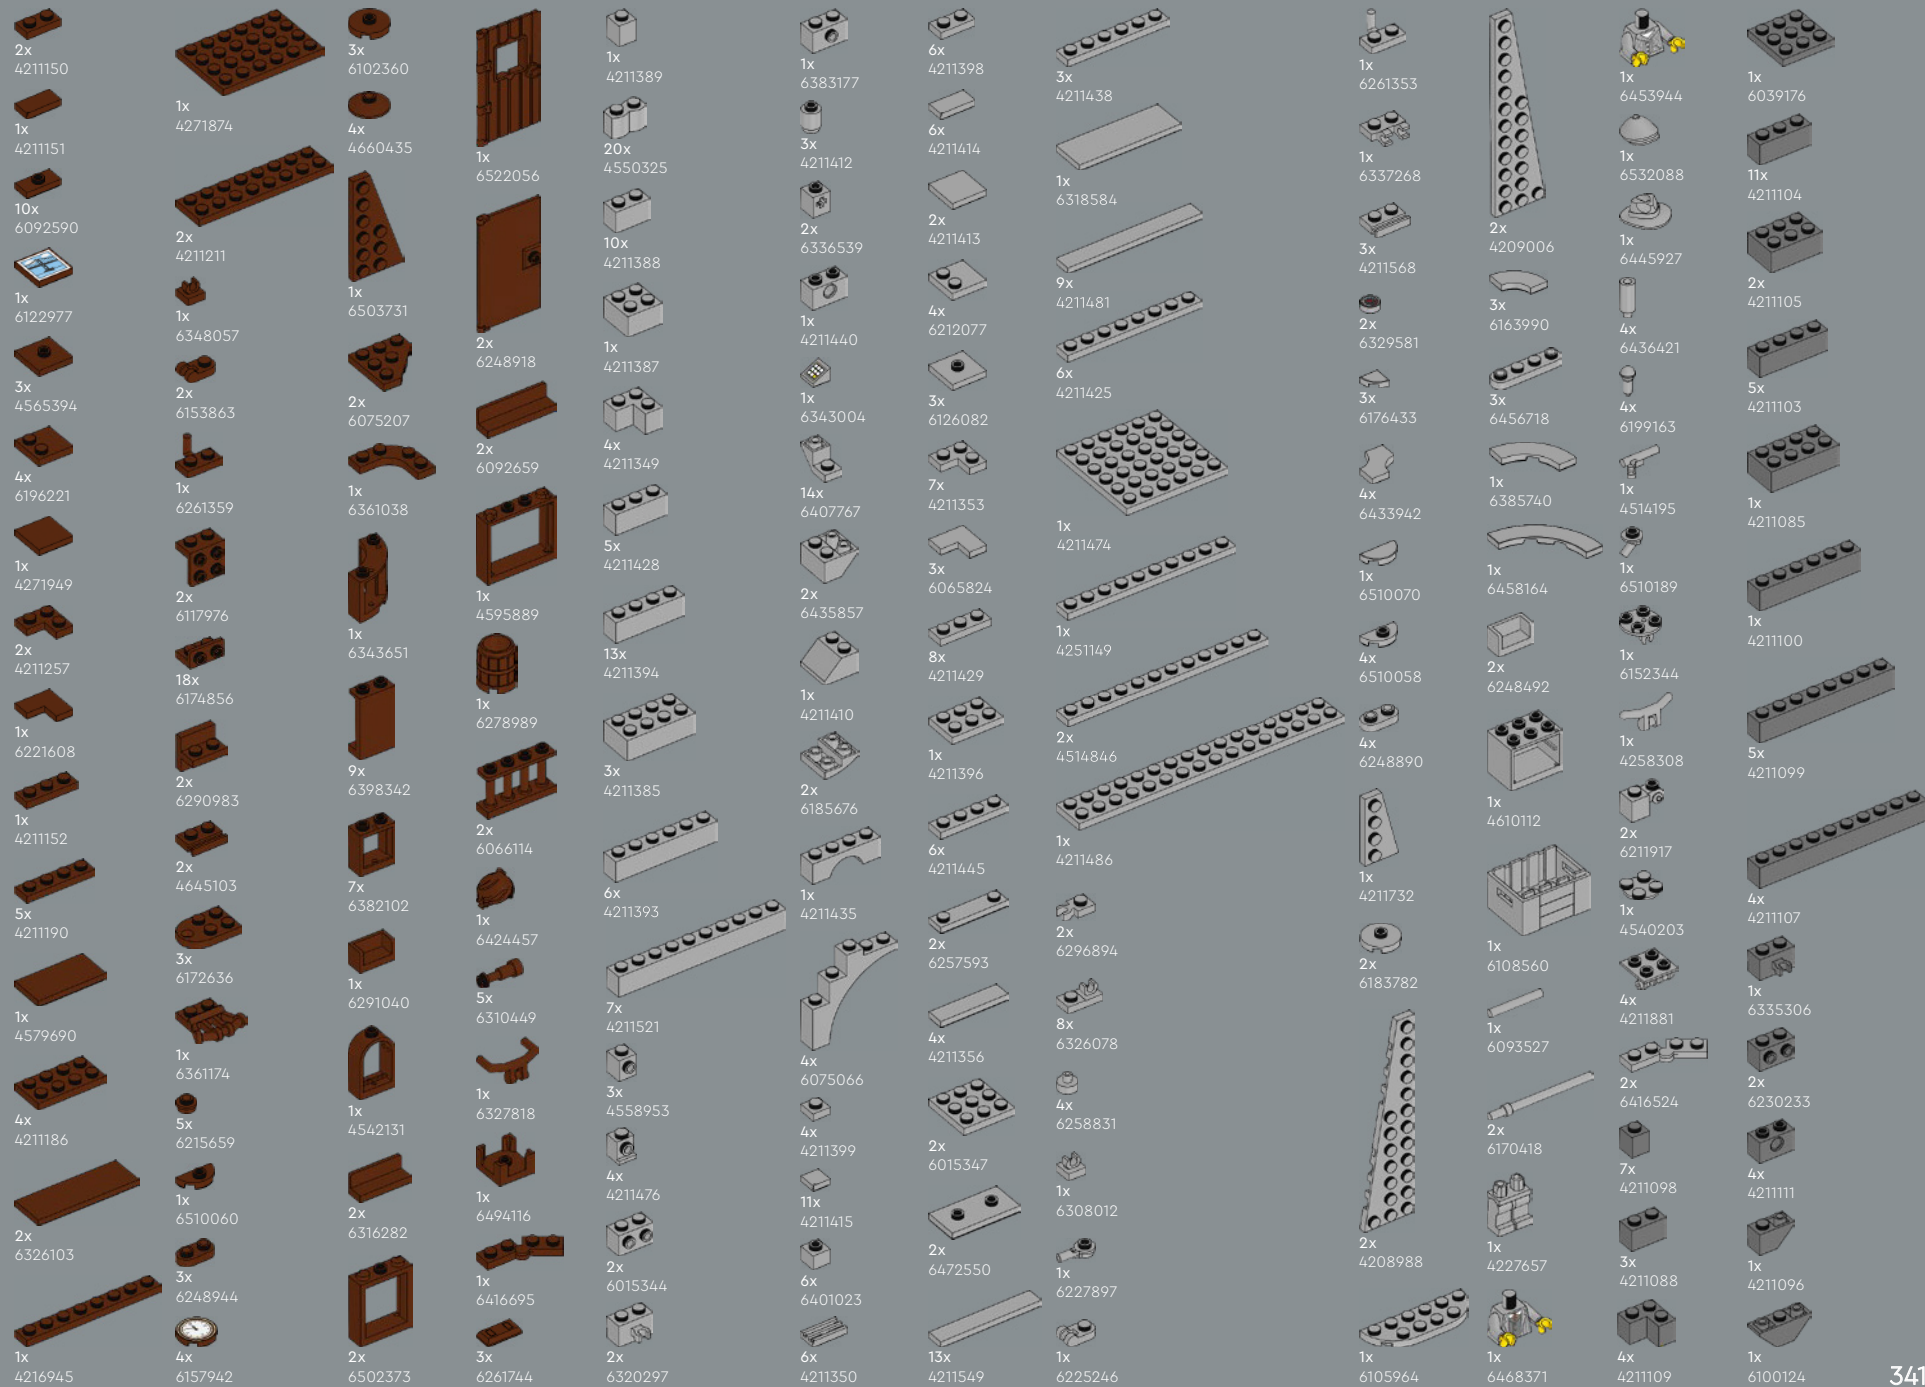 2x
4211150
1x
4211151
10x
6092590
1x
6122977
3x
4565394
4x
6196221
1x
4271949
2x
4211257
1x
6221608
1x
4211152
5x
4211190
1x
4579690
4x
4211186
2x
6326103
1x
4216945
1x
4271874
2x
4211211
1x
6348057
2x
6153863
1x
6261359
2x
6117976
18x
6174856
2x
6290983
2x
4645103
3x
6172636
1x
6361174
5x
6215659
1x
6510060
3x
6248944
4x
6157942
3x
6102360
4x
4660435
1x
6503731
2x
6075207
1x
6361038
1x
6343651
9x
6398342
7x
6382102
1x
6291040
1x
4542131
2x
6316282
2x
6502373
1x
6522056
2x
6248918
2x
6092659
1x
4595889
1x
6278989
2x
6066114
1x
6424457
5x
6310449
1x
6327818
1x
6494116
1x
6416695
3x
6261744
1x
4211389
20x
4550325
10x
4211388
1x
4211387
4x
4211349
5x
4211428
13x
4211394
3x
4211385
6x
4211393
7x
4211521
3x
4558953
4x
4211476
2x
6015344
2x
6320297
1x
6383177
3x
4211412
2x
6336539
1x
4211440
1x
6343004
14x
6407767
2x
6435857
1x
4211410
2x
6185676
1x
4211435
4x
6075066
4x
4211399
11x
4211415
6x
6401023
6x
4211350
6x
4211398
6x
4211414
2x
4211413
4x
6212077
3x
6126082
7x
4211353
3x
6065824
8x
4211429
1x
4211396
6x
4211445
2x
6257593
4x
4211356
2x
6015347
2x
6472550
13x
4211549
3x
4211438
1x
6318584
9x
4211481
6x
4211425
1x
4211474
1x
4251149
2x
4514846
1x
4211486
2x
6296894
8x
6326078
4x
6258831
1x
6308012
1x
6227897
1x
6225246
1x
6261353
1x
6337268
3x
4211568
2x
6329581
3x
6176433
4x
6433942
1x
6510070
4x
6510058
4x
6248890
1x
4211732
2x
6183782
2x
4208988
1x
6105964
2x
4209006
3x
6163990
3x
6456718
1x
6385740
1x
6458164
2x
6248492
1x
4610112
1x
6108560
1x
6093527
2x
6170418
1x
4227657
1x
6468371
1x
6453944
1x
6532088
1x
6445927
4x
6436421
4x
6199163
1x
4514195
1x
6510189
1x
6152344
1x
4258308
2x
6211917
1x
4540203
4x
4211881
2x
6416524
7x
4211098
3x
4211088
4x
4211109
1x
6039176
11x
4211104
2x
4211105
5x
4211103
1x
4211085
1x
4211100
5x
4211099
4x
4211107
1x
6335306
2x
6230233
4x
4211111
1x
4211096
1x
6100124
341